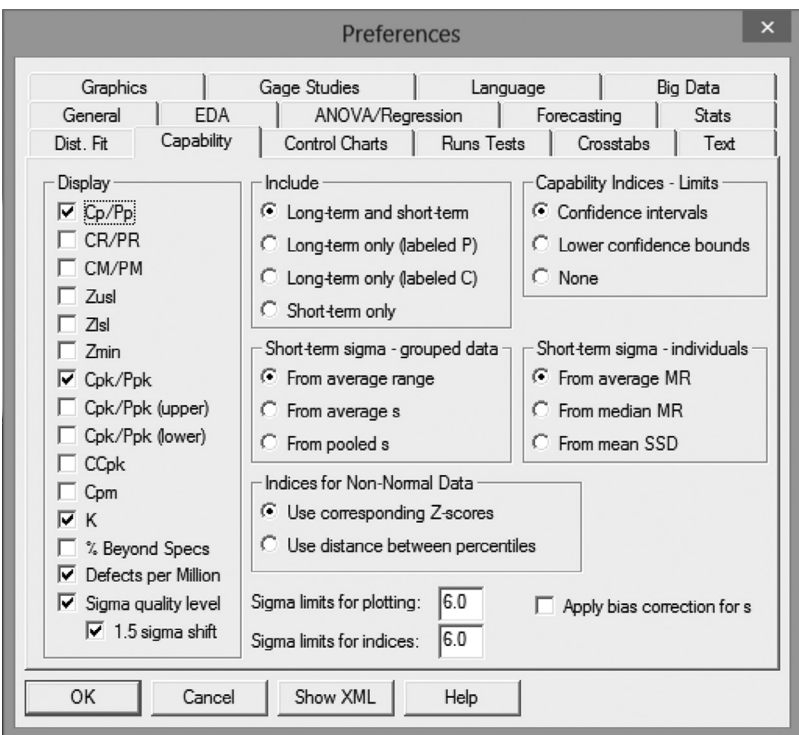 Preferences
Graphics Gage Studies Language Big Data
General EDA ANOVA/Regression Forecasting Stats
Dist. Fit Capability Control Charts Runs Tests Crosstabs Text
Display
Cp/Pp
CR/PR
CM/PM
Zusl
Zlsl
Zmin
Cpk/Ppk
Cpk/Ppk (upper)
Cpk/Ppk (lower)
CCpk
Cpm
K
% Beyond Specs
Defects per Million
Sigma quality level
1.5 sigma shift
Include
Long-term and short-term
Long-term only (labeled P)
Long-term only (labeled C)
Short-term only
Capability Indices - Limits
Confidence intervals
Lower confidence bounds
None
Short-term sigma - grouped data
From average range
From average s
From pooled s
Short-term sigma - individuals
From average MR
From median MR
From mean SSD
Indices for Non-Normal Data
Use corresponding Z-scores
Use distance between percentiles
Sigma limits for plotting: 6.0
Sigma limits for indices: 6.0
Apply bias correction for s
OK Cancel Show XML Help